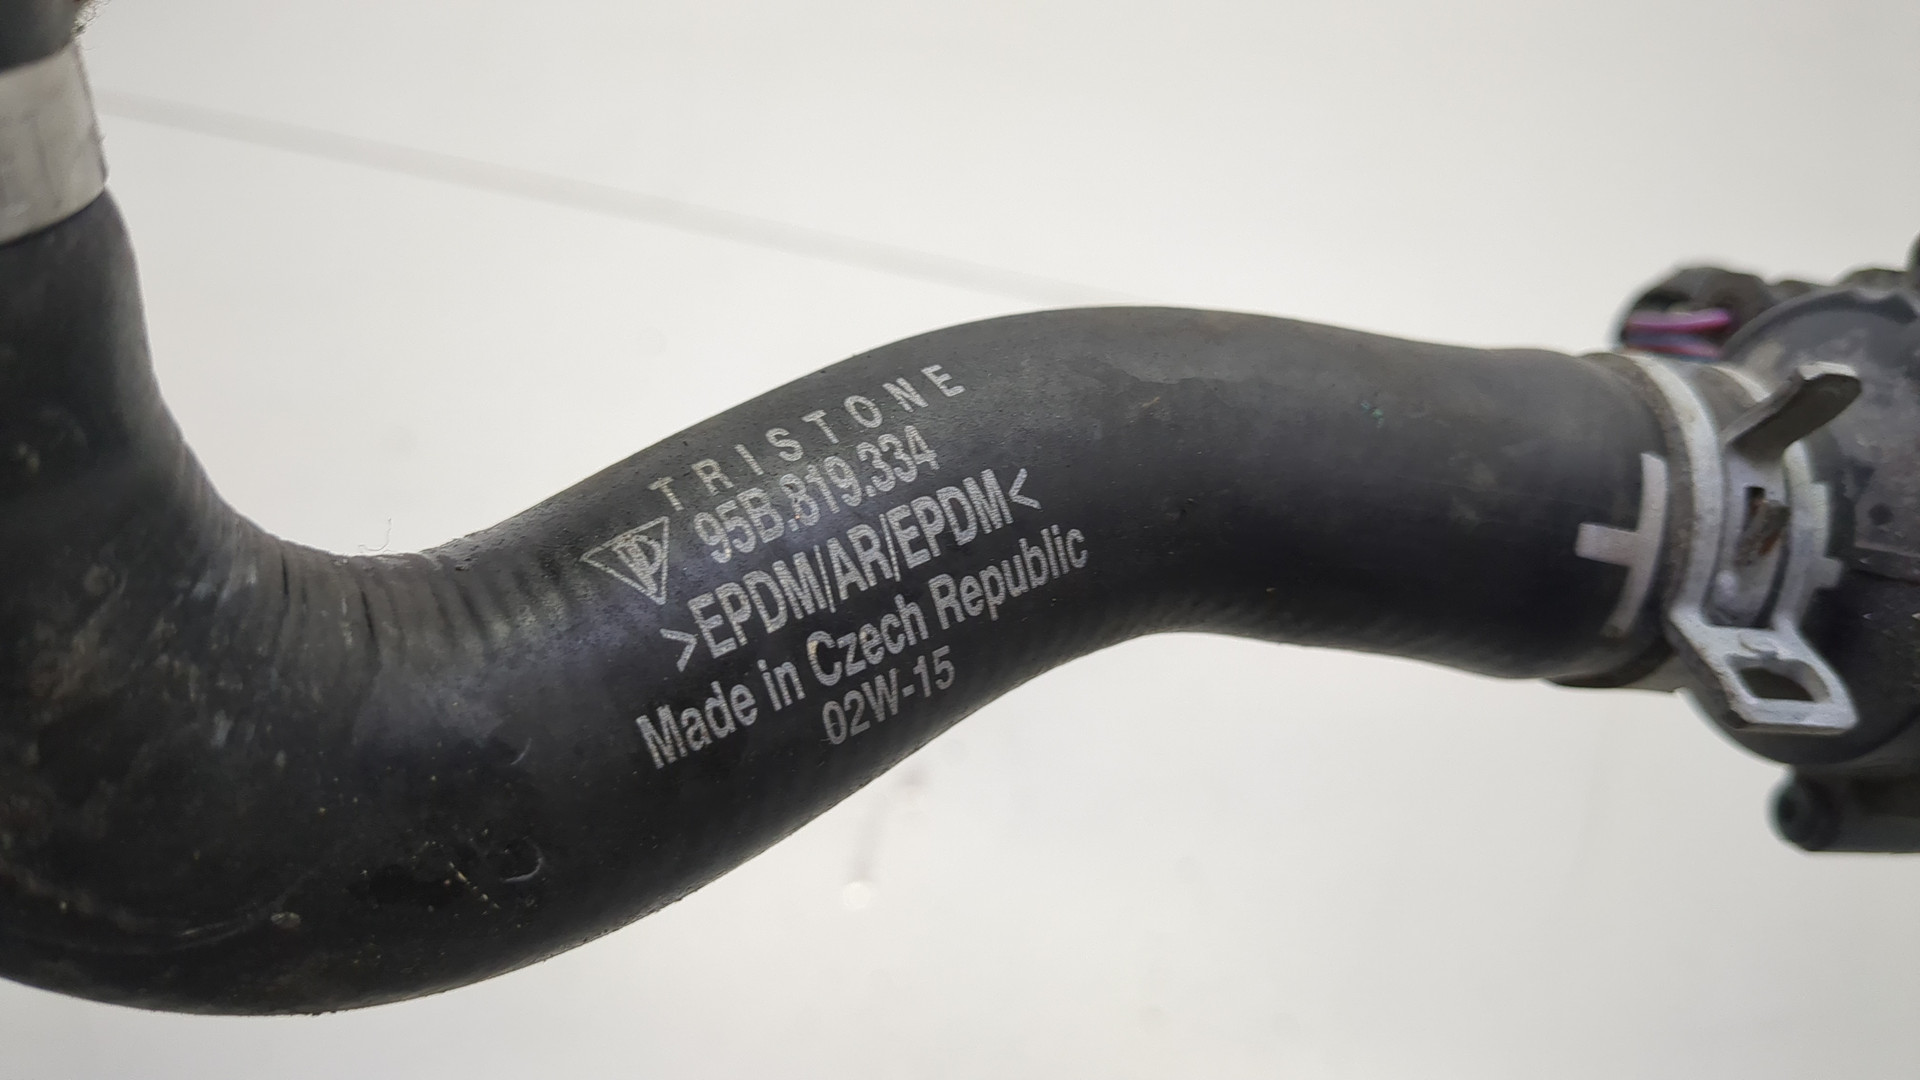 TRISTONE
95B.819.334
>EPDM/AR/EPDM<
Made in Czech Republic
02W-15